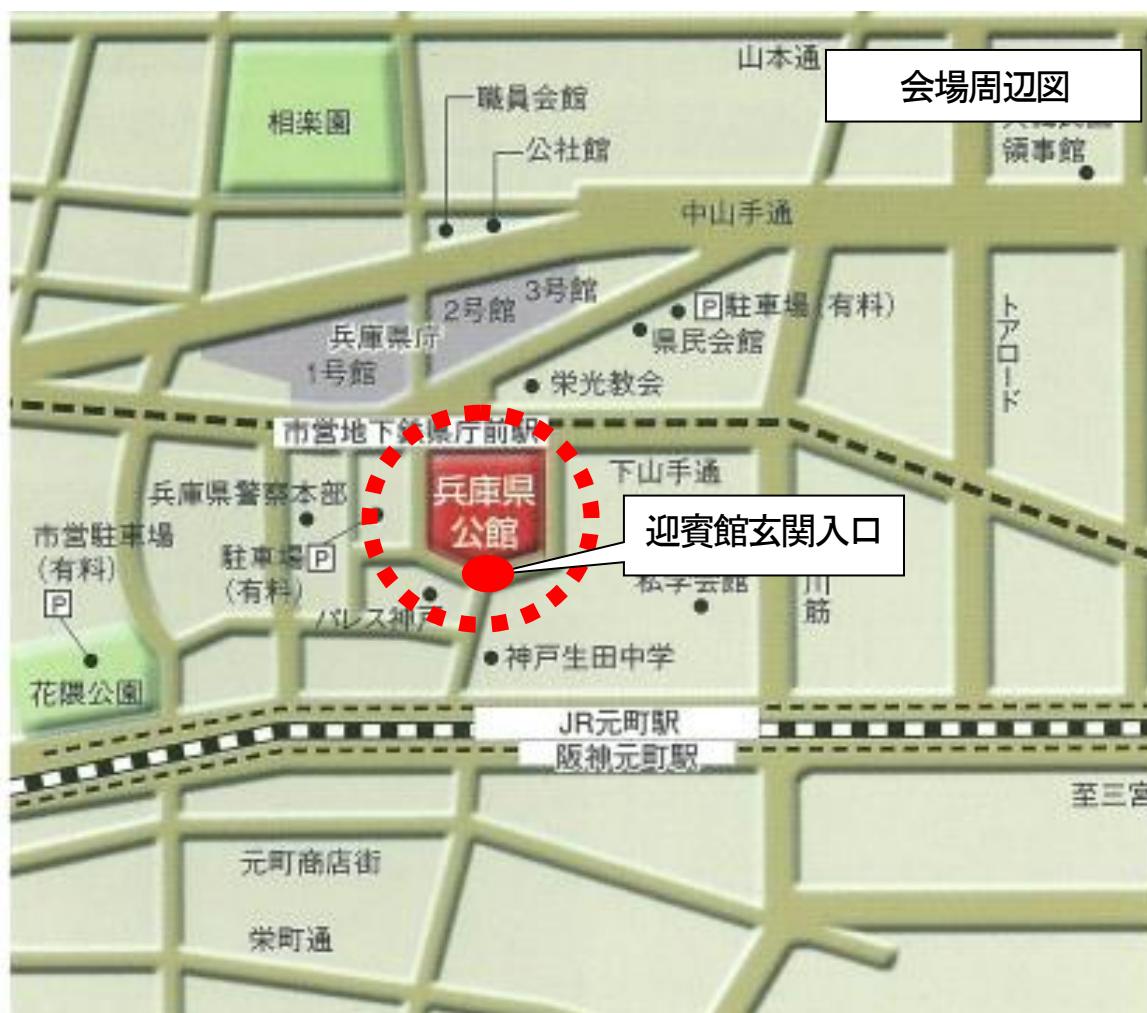 山本通
会場周辺図
職員会館
相楽園
公社館
領事館
中山手通
3号館
2号館
P駐車場(有料)
兵庫県庁
県民会館
トアロード
1号館
栄光教会
市営地下鉄県庁前駅
下山手通
兵庫県警察本部
兵庫県
公館
迎賓館玄関入口
市営駐車場
(有料)
P
駐車場P
(有料)
私学会館
川
筋
パレス神戸
神戸生田中学
花隈公園
JR元町駅
阪神元町駅
至三宮
元町商店街
栄町通